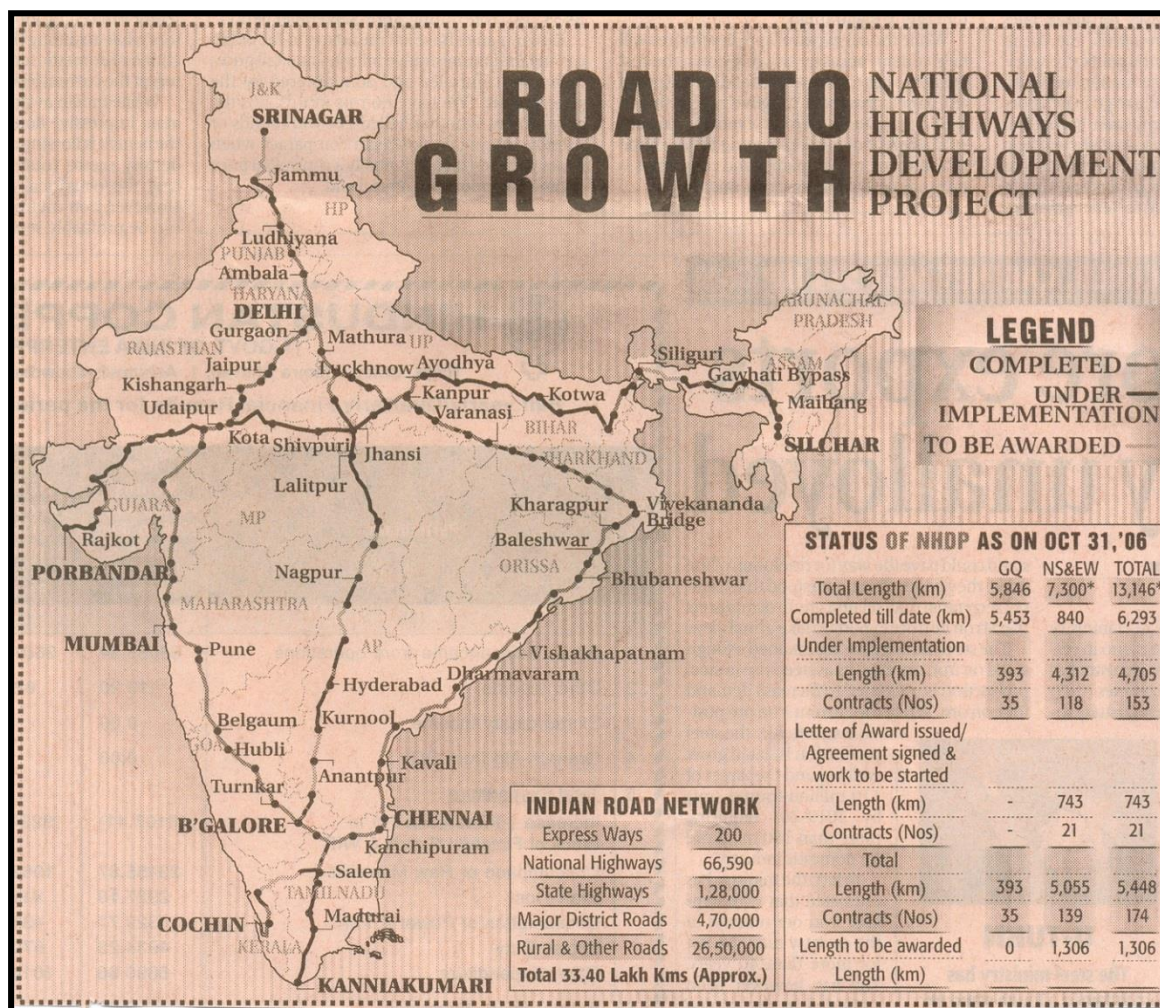 ROAD TO
GROWTH
NATIONAL
HIGHWAYS
DEVELOPMENT
PROJECT
J&K
SRINAGAR
Jammu
HP
Ludhiyana
PUNJAB
Ambala
HARYANA
DELHI
Gurgaon
Mathura
UP
RAJASTHAN
Jaipur
Luckhnow
Ayodhya
Kishangarh
Kanpur
Kotwa
Udaipur
Varanasi
BIHAR
Kota
Shivpuri
Jhansi
JHARKHAND
Siliguri
ARUNACHAL
PRADESH
ASSAM
Gawhati Bypass
Maibang
SILCHAR
Lalitpur
Kharagpur
Vivekananda
Bridge
GUJARAT
MP
Rajkot
Baleshwar
ORISSA
PORBANDAR
Nagpur
Bhubaneshwar
MAHARASHTRA
MUMBAI
Pune
AP
Vishakhapatnam
Hyderabad
Dharmavaram
Belgaum
Kurnool
GOA
Hubli
Kavali
Anantpur
Turnkar
B'GALORE
CHENNAI
Kanchipuram
Salem
TAMILNADU
COCHIN
Madurai
KERALA
KANNIAKUMARI
LEGEND
COMPLETED
UNDER
IMPLEMENTATION
TO BE AWARDED
STATUS OF NHDP AS ON OCT 31,'06
GQ NS&EW TOTAL
Total Length (km) 5,846 7,300* 13,146*
Completed till date (km) 5,453 840 6,293
Under Implementation
Length (km) 393 4,312 4,705
Contracts (Nos) 35 118 153
Letter of Award issued/
Agreement signed &
work to be started
Length (km) - 743 743
Contracts (Nos) - 21 21
Total
Length (km) 393 5,055 5,448
Contracts (Nos) 35 139 174
Length to be awarded 0 1,306 1,306
Length (km)
INDIAN ROAD NETWORK
Express Ways 200
National Highways 66,590
State Highways 1,28,000
Major District Roads 4,70,000
Rural & Other Roads 26,50,000
Total 33.40 Lakh Kms (Approx.)